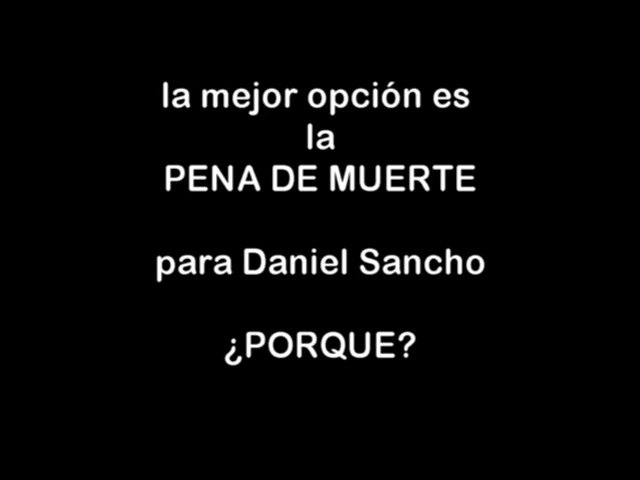 la mejor opción es
la
PENA DE MUERTE
para Daniel Sancho
¿PORQUE?